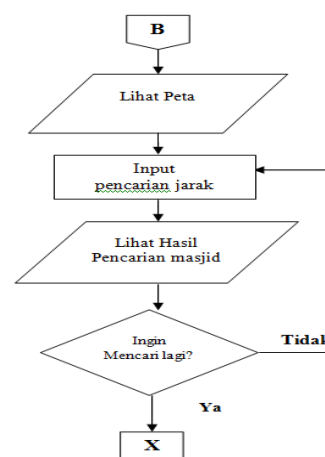 B
Lihat Peta
Input
pencarian jarak
Lihat Hasil
Pencarian masjid
Ingin
Mencari lagi?
Tidak
Ya
X